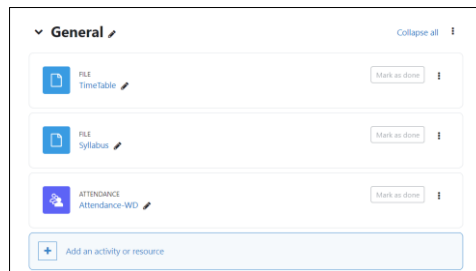 General
Collapse all
FILE
TimeTable
Mark as done
FILE
Syllabus
Mark as done
ATTENDANCE
Attendance-WD
Mark as done
Add an activity or resource